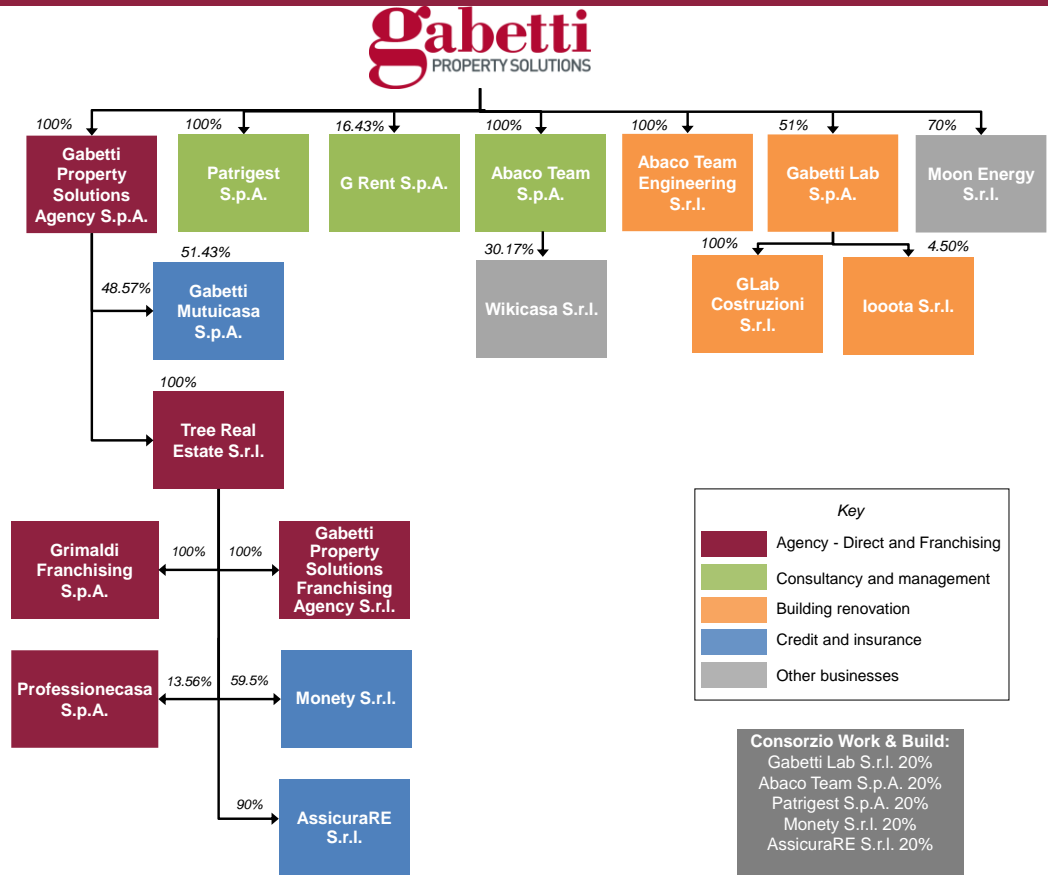 gabetti
PROPERTY SOLUTIONS
100%
100%
16.43%
100%
100%
51%
70%
Gabetti
Property
Solutions
Agency S.p.A.
Patrigest
S.p.A.
G Rent S.p.A.
Abaco Team
S.p.A.
Abaco Team
Engineering
S.r.l.
Gabetti Lab
S.p.A.
Moon Energy
S.r.l.
51.43%
30.17%
100%
4.50%
48.57%
Gabetti
Mutuicasa
S.p.A.
Wikicasa S.r.l.
GLab
Costruzioni
S.r.l.
Iooota S.r.l.
100%
Tree Real
Estate S.r.l.
Grimaldi
Franchising
S.p.A.
100%
100%
Gabetti
Property
Solutions
Franchising
Agency S.r.l.
Professionecasa
S.p.A.
13.56%
59.5%
Monety S.r.l.
90%
AssicuraRE
S.r.l.
Key
Agency - Direct and Franchising
Consultancy and management
Building renovation
Credit and insurance
Other businesses
Consorzio Work & Build:
Gabetti Lab S.r.l. 20%
Abaco Team S.p.A. 20%
Patrigest S.p.A. 20%
Monety S.r.l. 20%
AssicuraRE S.r.l. 20%